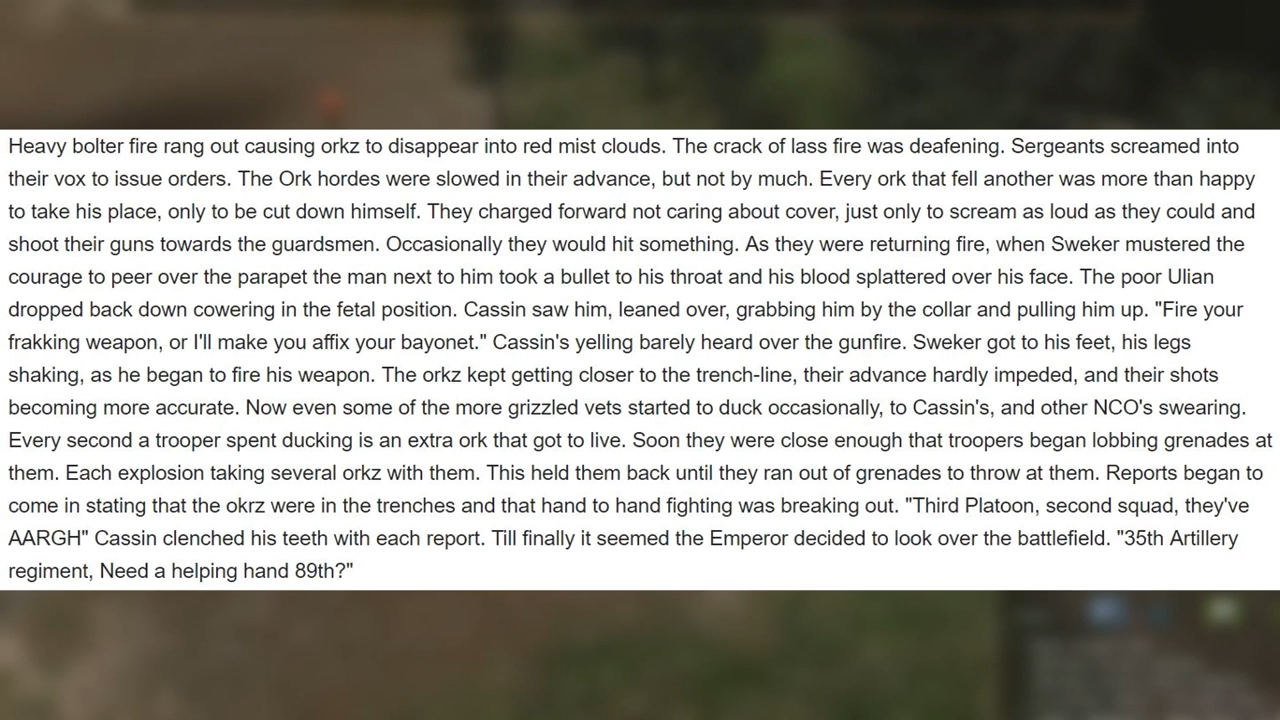 Heavy bolter fire rang out causing orkz to disappear into red mist clouds. The crack of lass fire was deafening. Sergeants screamed into
their vox to issue orders. The Ork hordes were slowed in their advance, but not by much. Every ork that fell another was more than happy
to take his place, only to be cut down himself. They charged forward not caring about cover, just only to scream as loud as they could and
shoot their guns towards the guardsmen. Occasionally they would hit something. As they were returning fire, when Sweker mustered the
courage to peer over the parapet the man next to him took a bullet to his throat and his blood splattered over his face. The poor Ulian
dropped back down cowering in the fetal position. Cassin saw him, leaned over, grabbing him by the collar and pulling him up. "Fire your
frakking weapon, or I'll make you affix your bayonet." Cassin's yelling barely heard over the gunfire. Sweker got to his feet, his legs
shaking, as he began to fire his weapon. The orkz kept getting closer to the trench-line, their advance hardly impeded, and their shots
becoming more accurate. Now even some of the more grizzled vets started to duck occasionally, to Cassin's, and other NCO's swearing.
Every second a trooper spent ducking is an extra ork that got to live. Soon they were close enough that troopers began lobbing grenades at
them. Each explosion taking several orkz with them. This held them back until they ran out of grenades to throw at them. Reports began to
come in stating that the okrz were in the trenches and that hand to hand fighting was breaking out. "Third Platoon, second squad, they've
AARGH" Cassin clenched his teeth with each report. Till finally it seemed the Emperor decided to look over the battlefield. "35th Artillery
regiment, Need a helping hand 89th?"